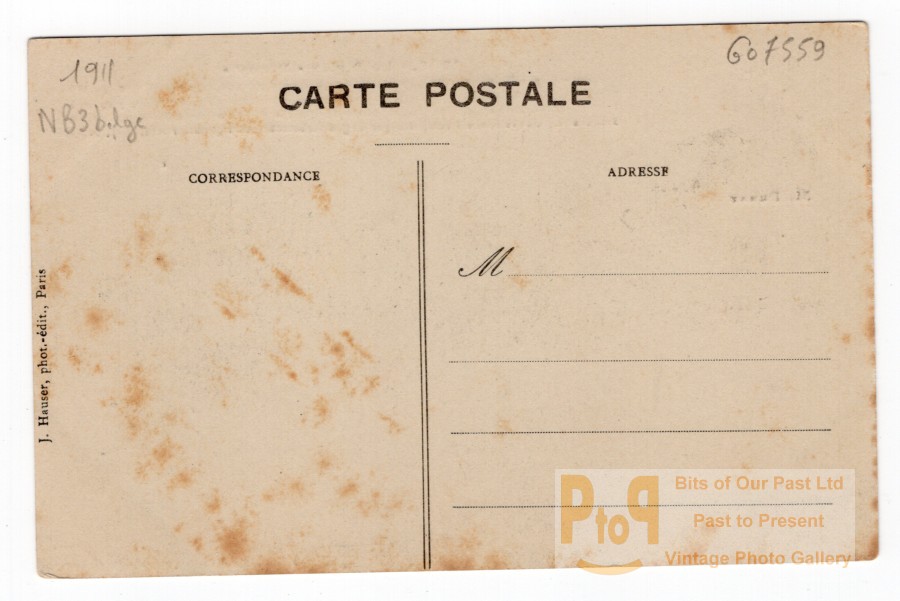 1911
607559
NB3 belge
CARTE POSTALE
CORRESPONDANCE
ADRESSE
M
J. Hauser, phot.-édit., Paris
PtoP
Bits of Our Past Ltd
Past to Present
Vintage Photo Gallery